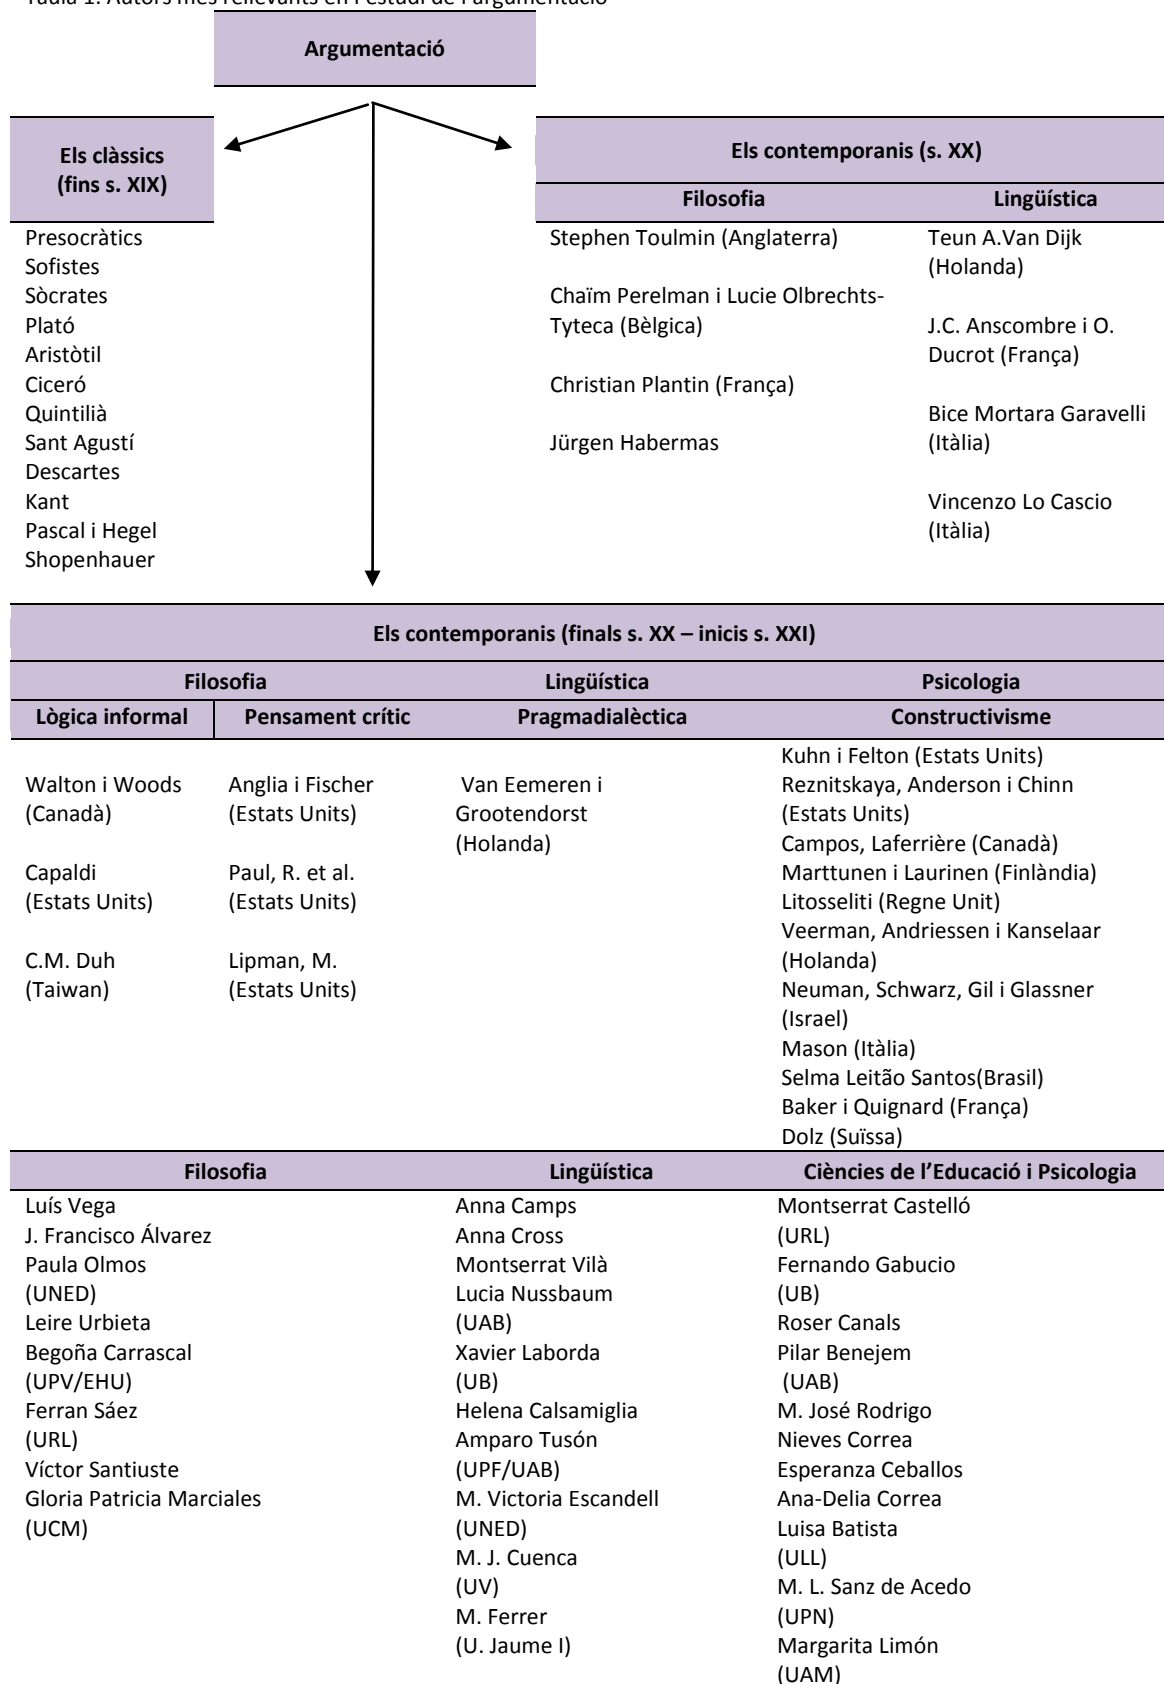 Taula 1. Autors més rellevants en l'estudi de l'argumentació
Argumentació
Els clàssics
(fins s. XIX)
Presocràtics
Sofistes
Sòcrates
Plató
Aristòtil
Ciceró
Quintilià
Sant Agustí
Descartes
Kant
Pascal i Hegel
Shopenhauer
Els contemporanis (s. XX)
Filosofia
Stephen Toulmin (Anglaterra)
Chaïm Perelman i Lucie Olbrechts-
Tyteca (Bèlgica)
Christian Plantin (França)
Jürgen Habermas
Lingüística
Teun A.Van Dijk
(Holanda)
J.C. Anscombre i O.
Ducrot (França)
Bice Mortara Garavelli
(Itàlia)
Vincenzo Lo Cascio
(Itàlia)
Els contemporanis (finals s. XX – inicis s. XXI)
Filosofia
Lingüística
Psicologia
Lògica informal
Pensament crític
Pragmadialèctica
Constructivisme
Walton i Woods
(Canadà)
Capaldi
(Estats Units)
C.M. Duh
(Taiwan)
Anglia i Fischer
(Estats Units)
Paul, R. et al.
(Estats Units)
Lipman, M.
(Estats Units)
Van Eemeren i
Grootendorst
(Holanda)
Kuhn i Felton (Estats Units)
Reznitskaya, Anderson i Chinn
(Estats Units)
Campos, Laferrière (Canadà)
Marttunen i Laurinen (Finlàndia)
Litosseliti (Regne Unit)
Veerman, Andriessen i Kanselaar
(Holanda)
Neuman, Schwarz, Gil i Glassner
(Israel)
Mason (Itàlia)
Selma Leitão Santos(Brasil)
Baker i Quignard (França)
Dolz (Suïssa)
Filosofia
Lingüística
Ciències de l'Educació i Psicologia
Luís Vega
J. Francisco Álvarez
Paula Olmos
(UNED)
Leire Urbieta
Begoña Carrascal
(UPV/EHU)
Ferran Sáez
(URL)
Víctor Santiuste
Gloria Patricia Marciales
(UCM)
Anna Camps
Anna Cross
Montserrat Vilà
Lucia Nussbaum
(UAB)
Xavier Laborda
(UB)
Helena Calsamiglia
Amparo Tusón
(UPF/UAB)
M. Victoria Escandell
(UNED)
M. J. Cuenca
(UV)
M. Ferrer
(U. Jaume I)
Montserrat Castelló
(URL)
Fernando Gabucio
(UB)
Roser Canals
Pilar Benejem
(UAB)
M. José Rodrigo
Nieves Correa
Esperanza Ceballos
Ana-Delia Correa
Luisa Batista
(ULL)
M. L. Sanz de Acedo
(UPN)
Margarita Limón
(UAM)